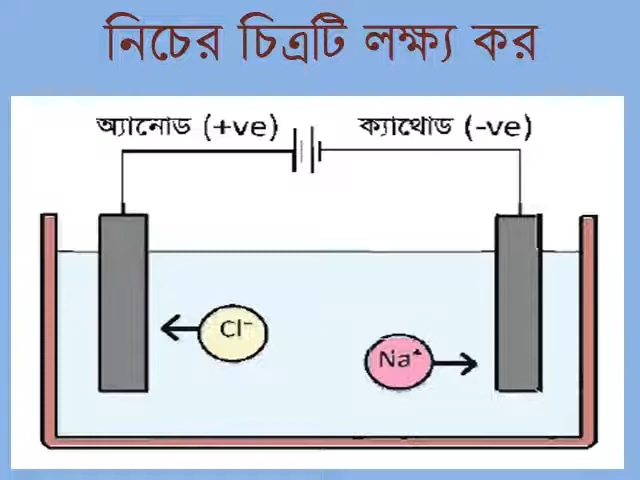 নিচের চিত্রটি লক্ষ্য কর
অ্যানোড (+ve) ক্যাথোড (-ve)
Cl⁻
Na⁺